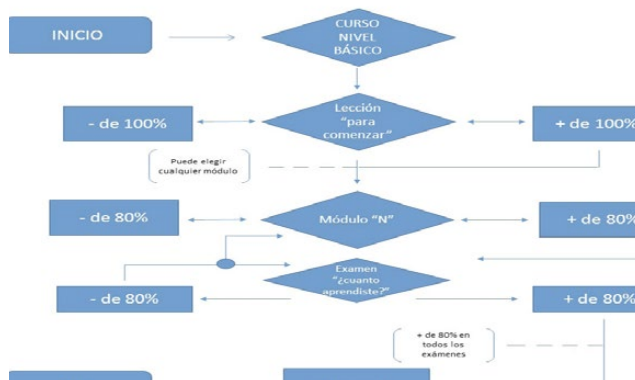 INICIO
CURSO
NIVEL
BÁSICO
Lección
"para
comenzar"
- de 100%
+ de 100%
Puede elegir
cualquier módulo
- de 80%
Módulo "N"
+ de 80%
Examen
"¿cuanto
aprendiste?"
- de 80%
+ de 80%
+ de 80% en
todos los
exámenes